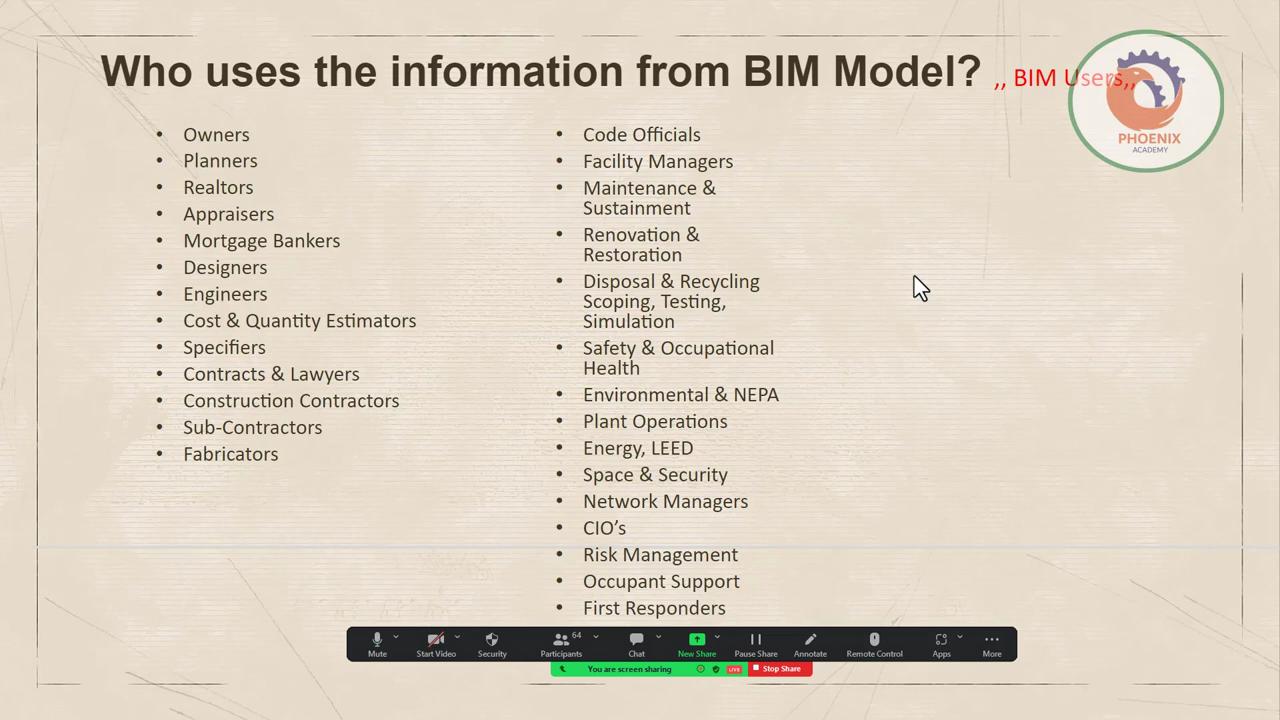 Who uses the information from BIM Model? ,, BIM Users,,
PHOENIX
ACADEMY
• Owners
• Planners
• Realtors
• Appraisers
• Mortgage Bankers
• Designers
• Engineers
• Cost & Quantity Estimators
• Specifiers
• Contracts & Lawyers
• Construction Contractors
• Sub-Contractors
• Fabricators
• Code Officials
• Facility Managers
• Maintenance &
Sustainment
• Renovation &
Restoration
• Disposal & Recycling
Scoping, Testing,
Simulation
• Safety & Occupational
Health
• Environmental & NEPA
• Plant Operations
• Energy, LEED
• Space & Security
• Network Managers
• CIO’s
• Risk Management
• Occupant Support
• First Responders
64
Mute Start Video Security Participants Chat New Share Pause Share Annotate Remote Control Apps More
You are screen sharing LIVE Stop Share